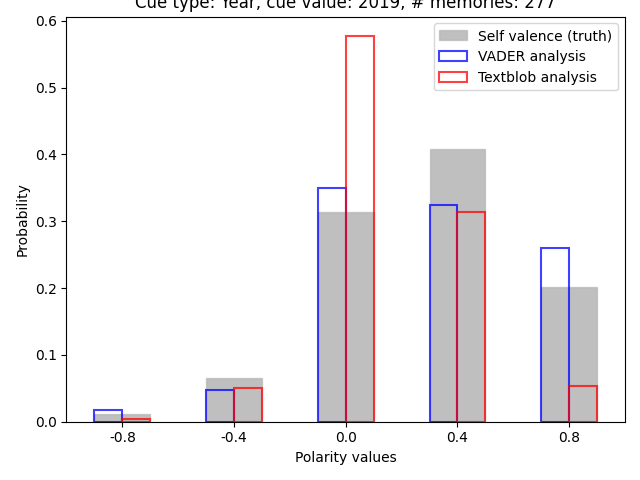 Cue type: Year, cue value: 2019, # memories: 277
Self valence (truth)
VADER analysis
Textblob analysis
0.6
0.5
0.4
0.3
0.2
0.1
0.0
Probability
-0.8 -0.4 0.0 0.4 0.8
Polarity values